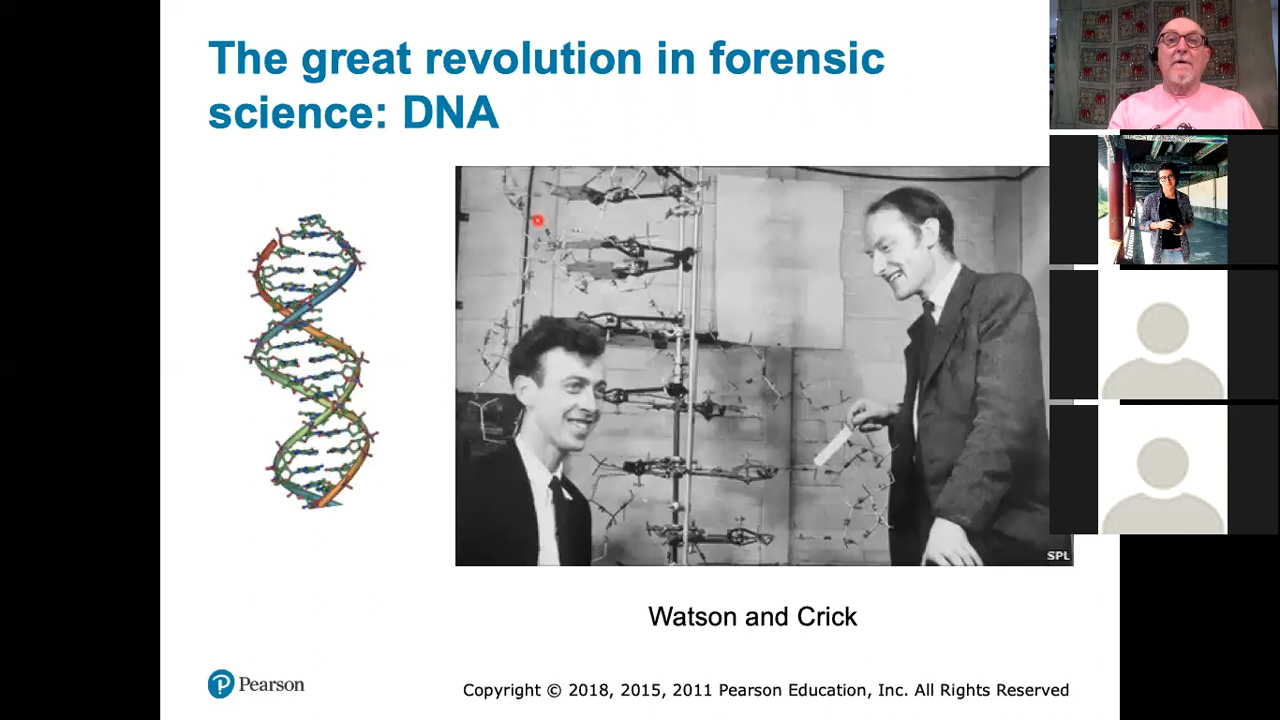 The great revolution in forensic
science: DNA
SPL
Watson and Crick
Pearson
Copyright © 2018, 2015, 2011 Pearson Education, Inc. All Rights Reserved